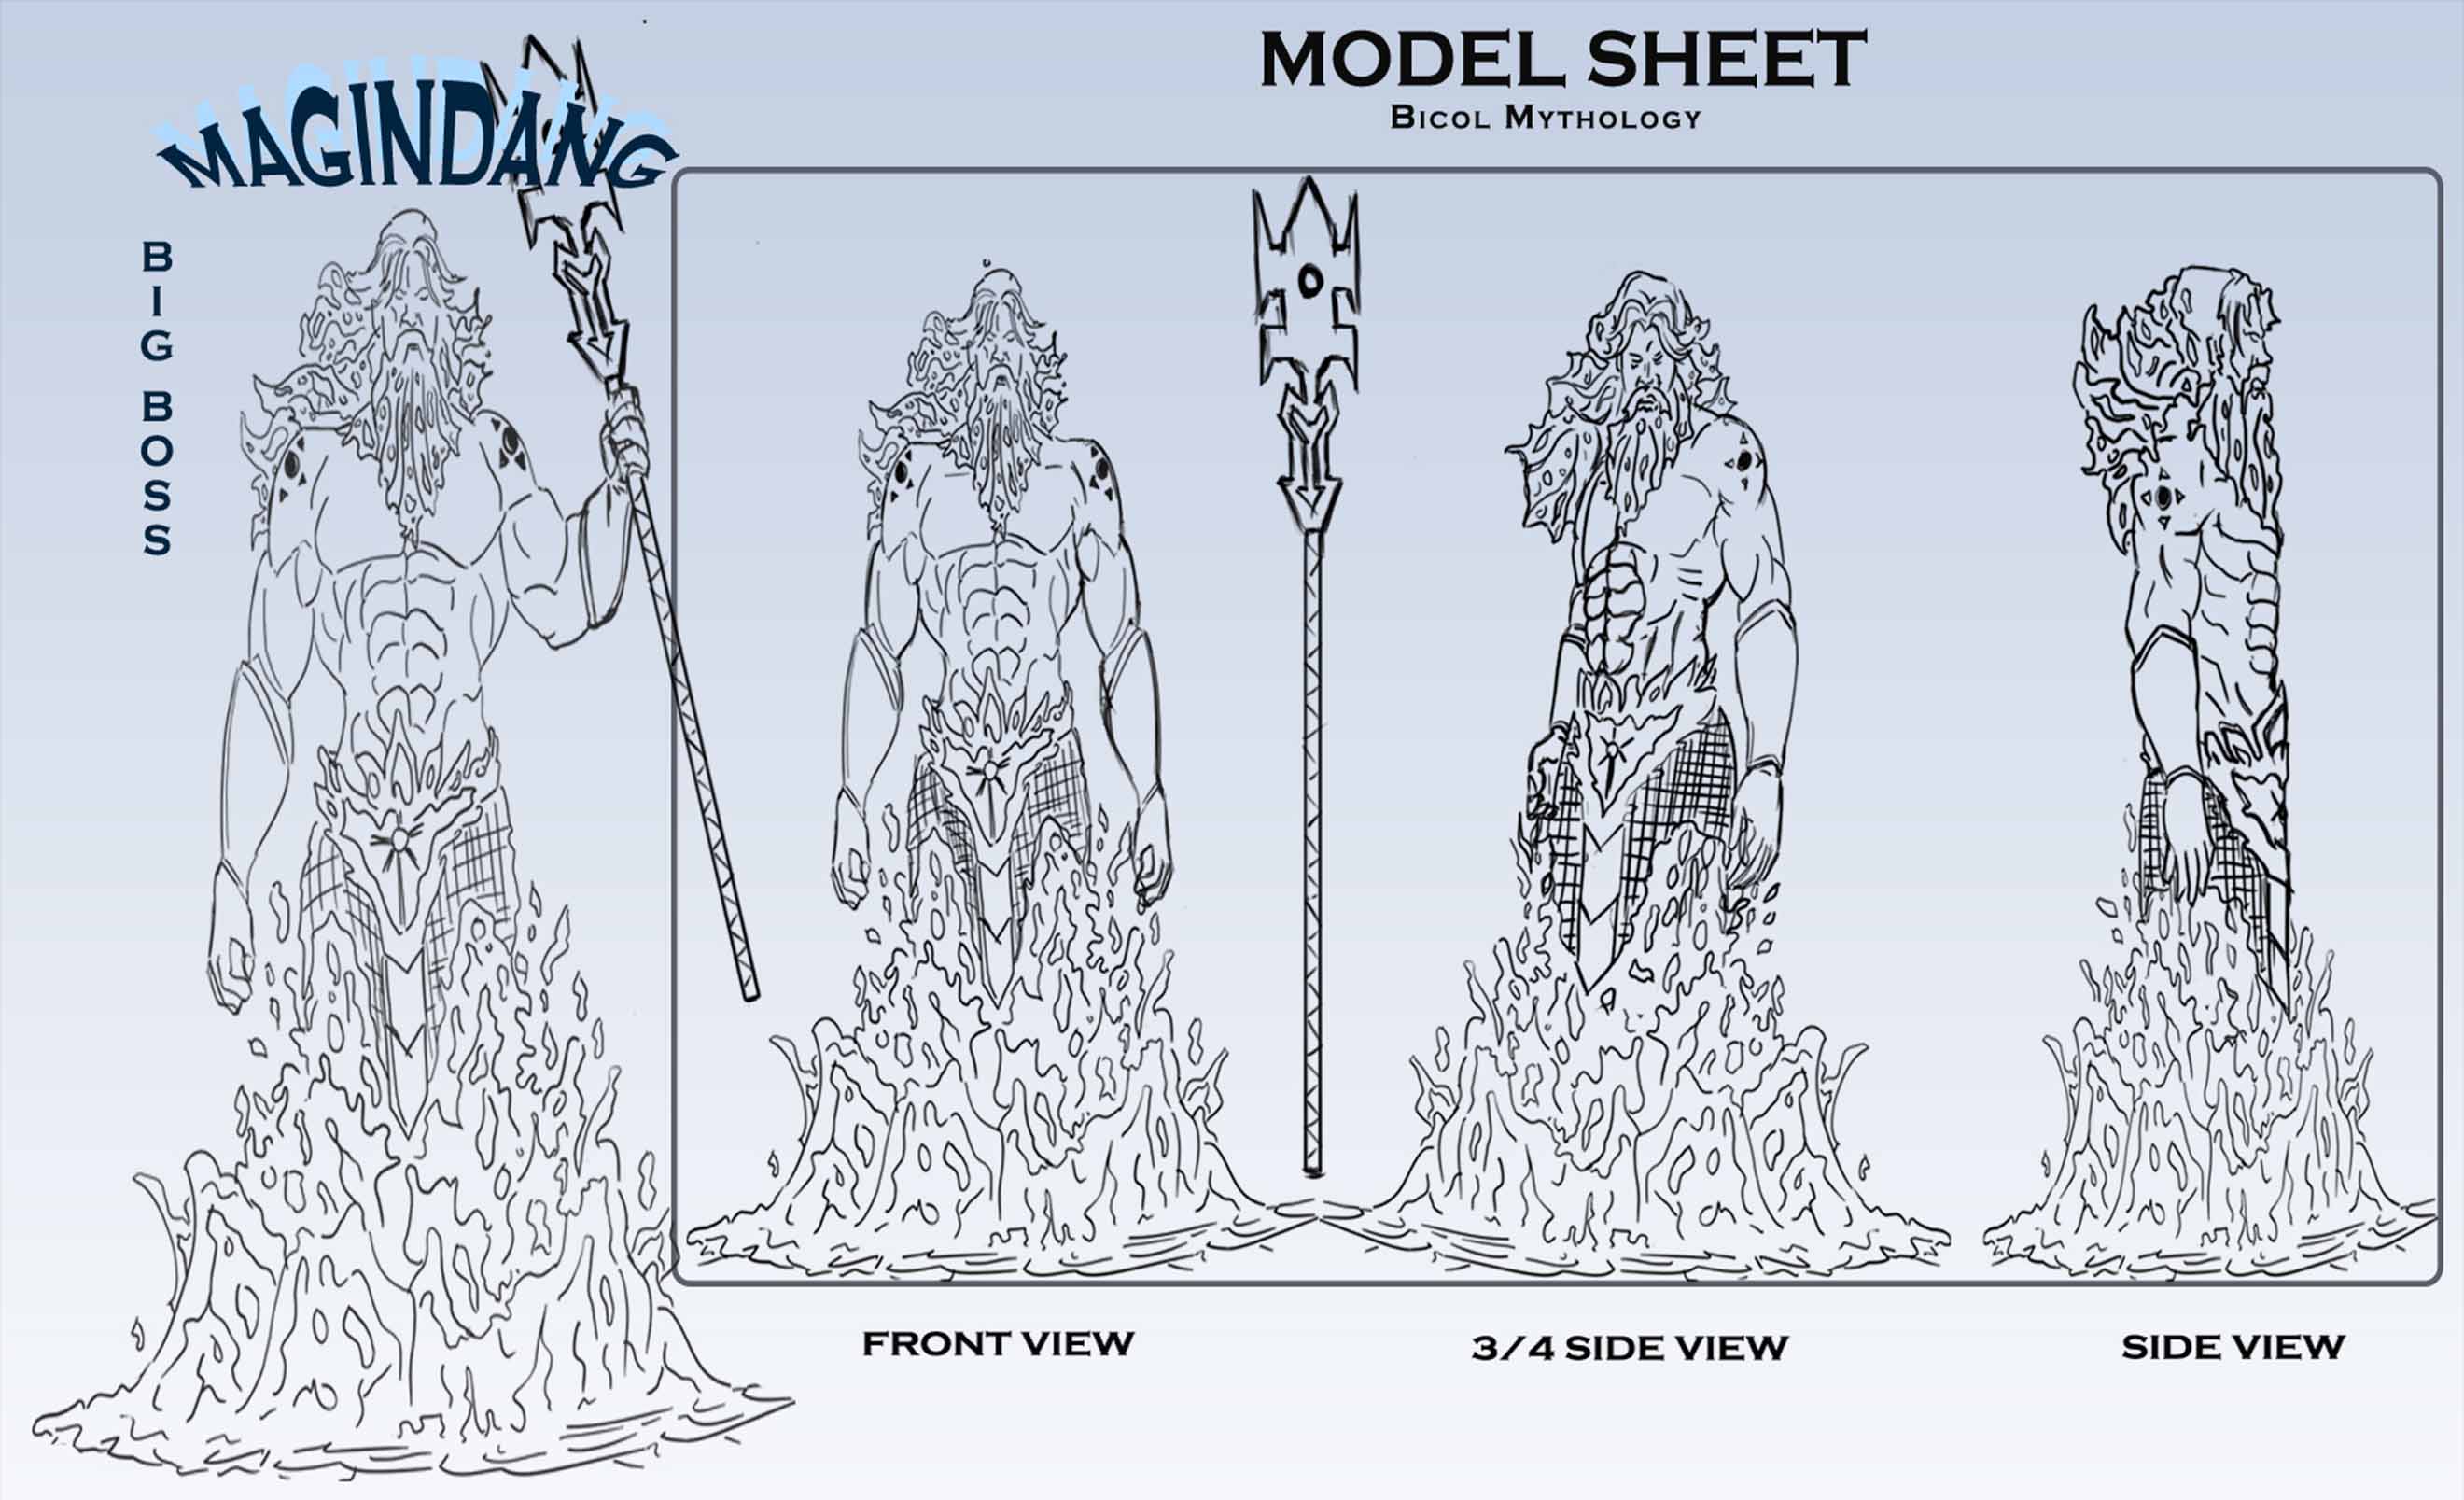 MAGINDANG
BIG BOSS
MODEL SHEET
Bicol Mythology
FRONT VIEW
3/4 SIDE VIEW
SIDE VIEW